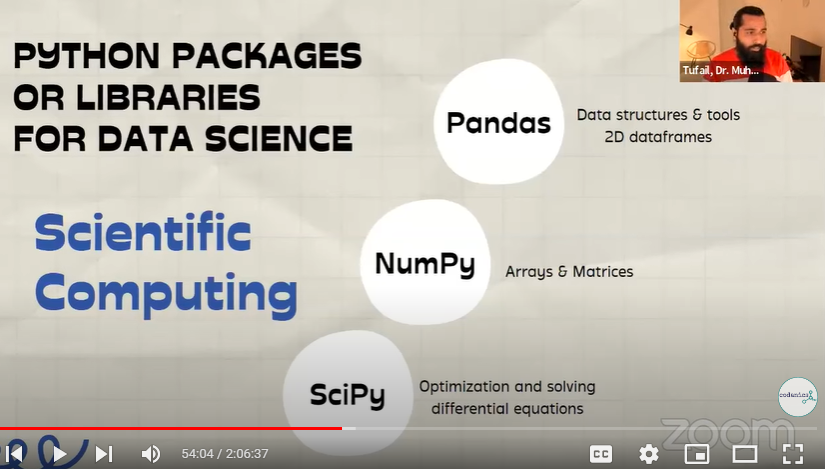 PYTHON PACKAGES
OR LIBRARIES
FOR DATA SCIENCE
Tufail, Dr. Muh...
Pandas
Data structures & tools
2D dataframes
Scientific
Computing
NumPy
Arrays & Matrices
SciPy
Optimization and solving
differential equations
codanics
zoom
54:04 / 2:06:37
CC